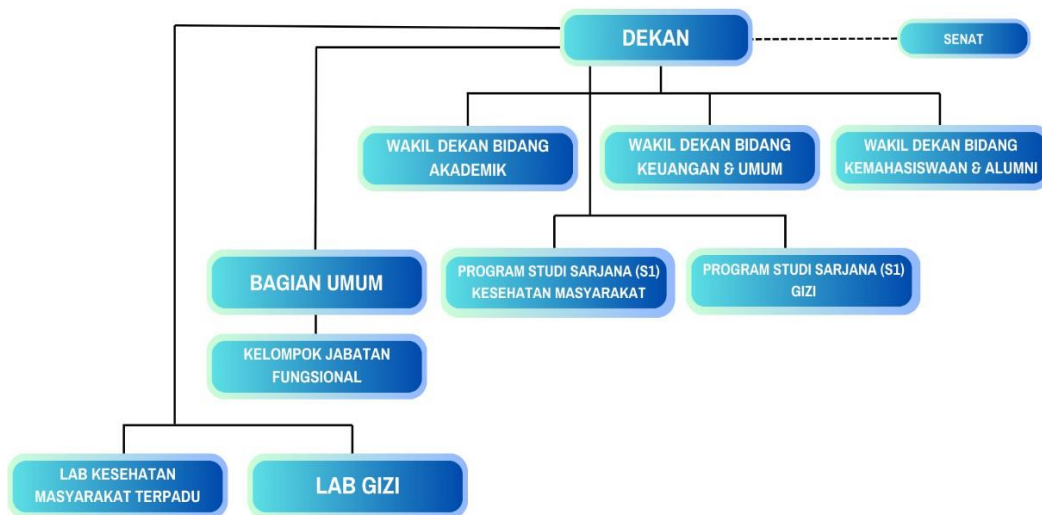 DEKAN
SENAT
WAKIL DEKAN BIDANG
AKADEMIK
WAKIL DEKAN BIDANG
KEUANGAN & UMUM
WAKIL DEKAN BIDANG
KEMAHASISWAAN & ALUMNI
BAGIAN UMUM
PROGRAM STUDI SARJANA (S1)
KESEHATAN MASYARAKAT
PROGRAM STUDI SARJANA (S1)
GIZI
KELOMPOK JABATAN
FUNGSIONAL
LAB KESEHATAN
MASYARAKAT TERPADU
LAB GIZI